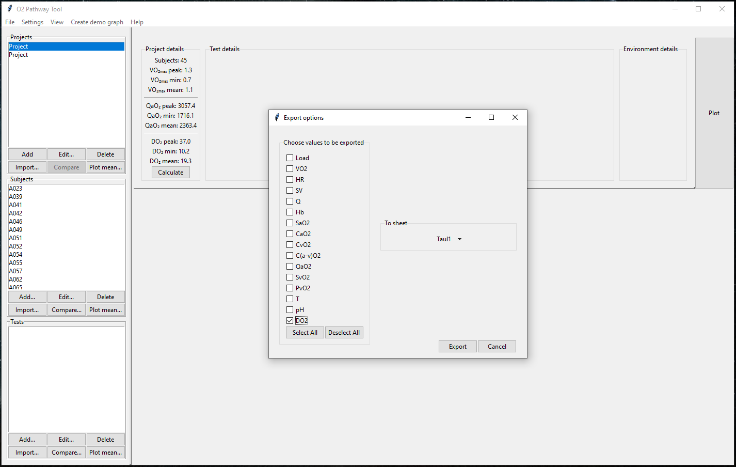 O2 Pathway Tool
File Settings View Create demo graph Help
Projects
Project
Project
Add Edit... Delete
Import... Compare Plot mean...
Subjects
A023
A039
A041
A042
A046
A049
A051
A052
A054
A055
A057
A062
A065
Add... Edit... Delete
Import... Compare... Plot mean...
Tests
Add... Edit... Delete
Import... Compare... Plot mean...
Project details
Subjects: 45
VO₂ₘₐₓ peak: 1.3
VO₂ₘₐₓ min: 0.7
VO₂ₘₐₓ mean: 1.1
QaO₂ peak: 3057.4
QaO₂ min: 1716.1
QaO₂ mean: 2363.4
DO₂ peak: 37.0
DO₂ min: 10.2
DO₂ mean: 19.3
Calculate
Test details
Environment details
Plot
Export options
Choose values to be exported
Load
VO2
HR
SV
Q
Hb
SaO2
CaO2
CvO2
C(a-v)O2
QaO2
SvO2
PvO2
T
pH
DO2
Select All Deselect All
To sheet
Taul1
Export Cancel